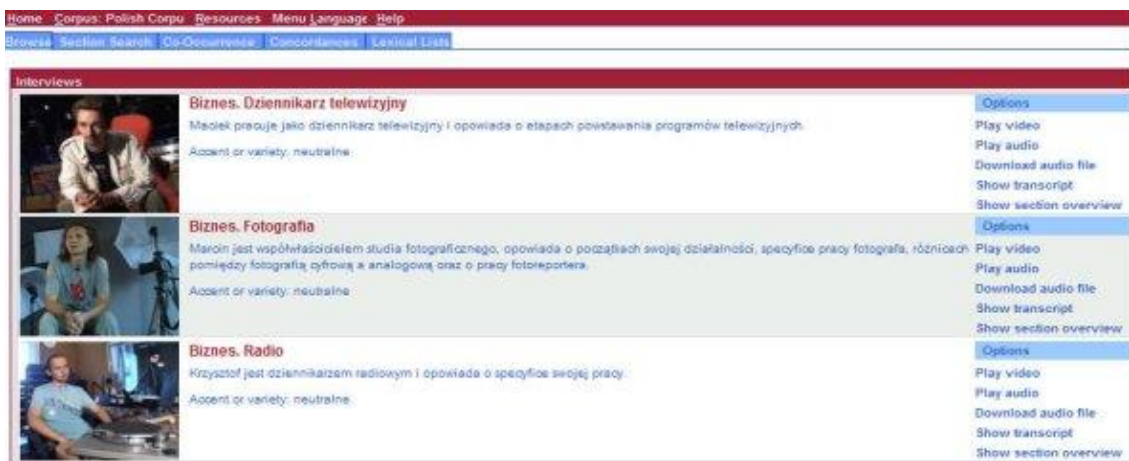 Home Corpus: Polish Corpu Resources Menu Language Help
Browse Section Search Co-Occurrence Concordances Lexical Lists
Interviews
Biznes. Dziennikarz telewizyjny
Maciek pracuje jako dziennikarz telewizyjny i opowiada o etapach powstawania programów telewizyjnych.
Accent or variety: neutralne
Options
Play video
Play audio
Download audio file
Show transcript
Show section overview
Biznes. Fotografia
Marcin jest współwłaścicielem studia fotograficznego, opowiada o początkach swojej działalności, specyfice pracy fotografa, różnicach
pomiędzy fotografią cyfrową a analogową oraz o pracy fotoreportera.
Accent or variety: neutralne
Options
Play video
Play audio
Download audio file
Show transcript
Show section overview
Biznes. Radio
Krzysztof jest dziennikarzem radiowym i opowiada o specyfice swojej pracy.
Accent or variety: neutralne
Options
Play video
Play audio
Download audio file
Show transcript
Show section overview